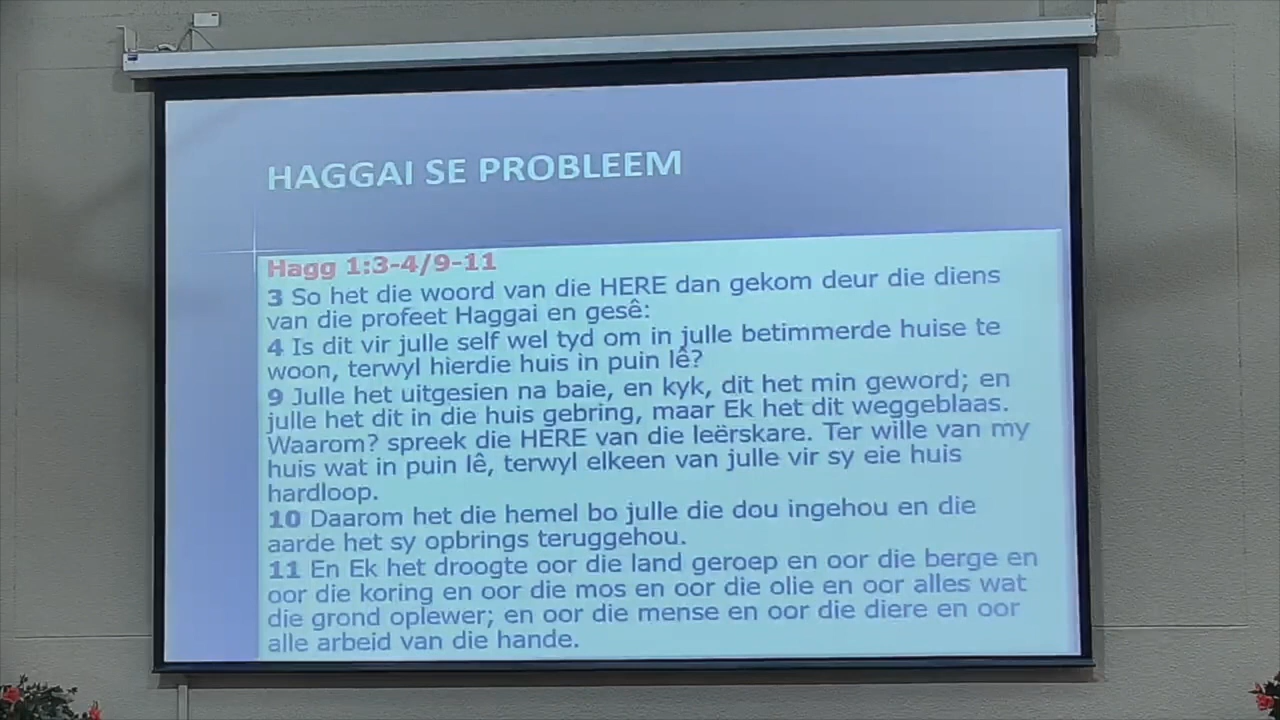 HAGGAI SE PROBLEEM
Hagg 1:3-4/9-11
3 So het die woord van die HERE dan gekom deur die diens
van die profeet Haggai en gesê:
4 Is dit vir julle self wel tyd om in julle betimmerde huise te
woon, terwyl hierdie huis in puin lê?
9 Julle het uitgesien na baie, en kyk, dit het min geword; en
julle het dit in die huis gebring, maar Ek het dit weggeblaas.
Waarom? spreek die HERE van die leërskare. Ter wille van my
huis wat in puin lê, terwyl elkeen van julle vir sy eie huis
hardloop.
10 Daarom het die hemel bo julle die dou ingehou en die
aarde het sy opbrings teruggehou.
11 En Ek het droogte oor die land geroep en oor die berge en
oor die koring en oor die mos en oor die olie en oor alles wat
die grond oplewer; en oor die mense en oor die diere en oor
alle arbeid van die hande.